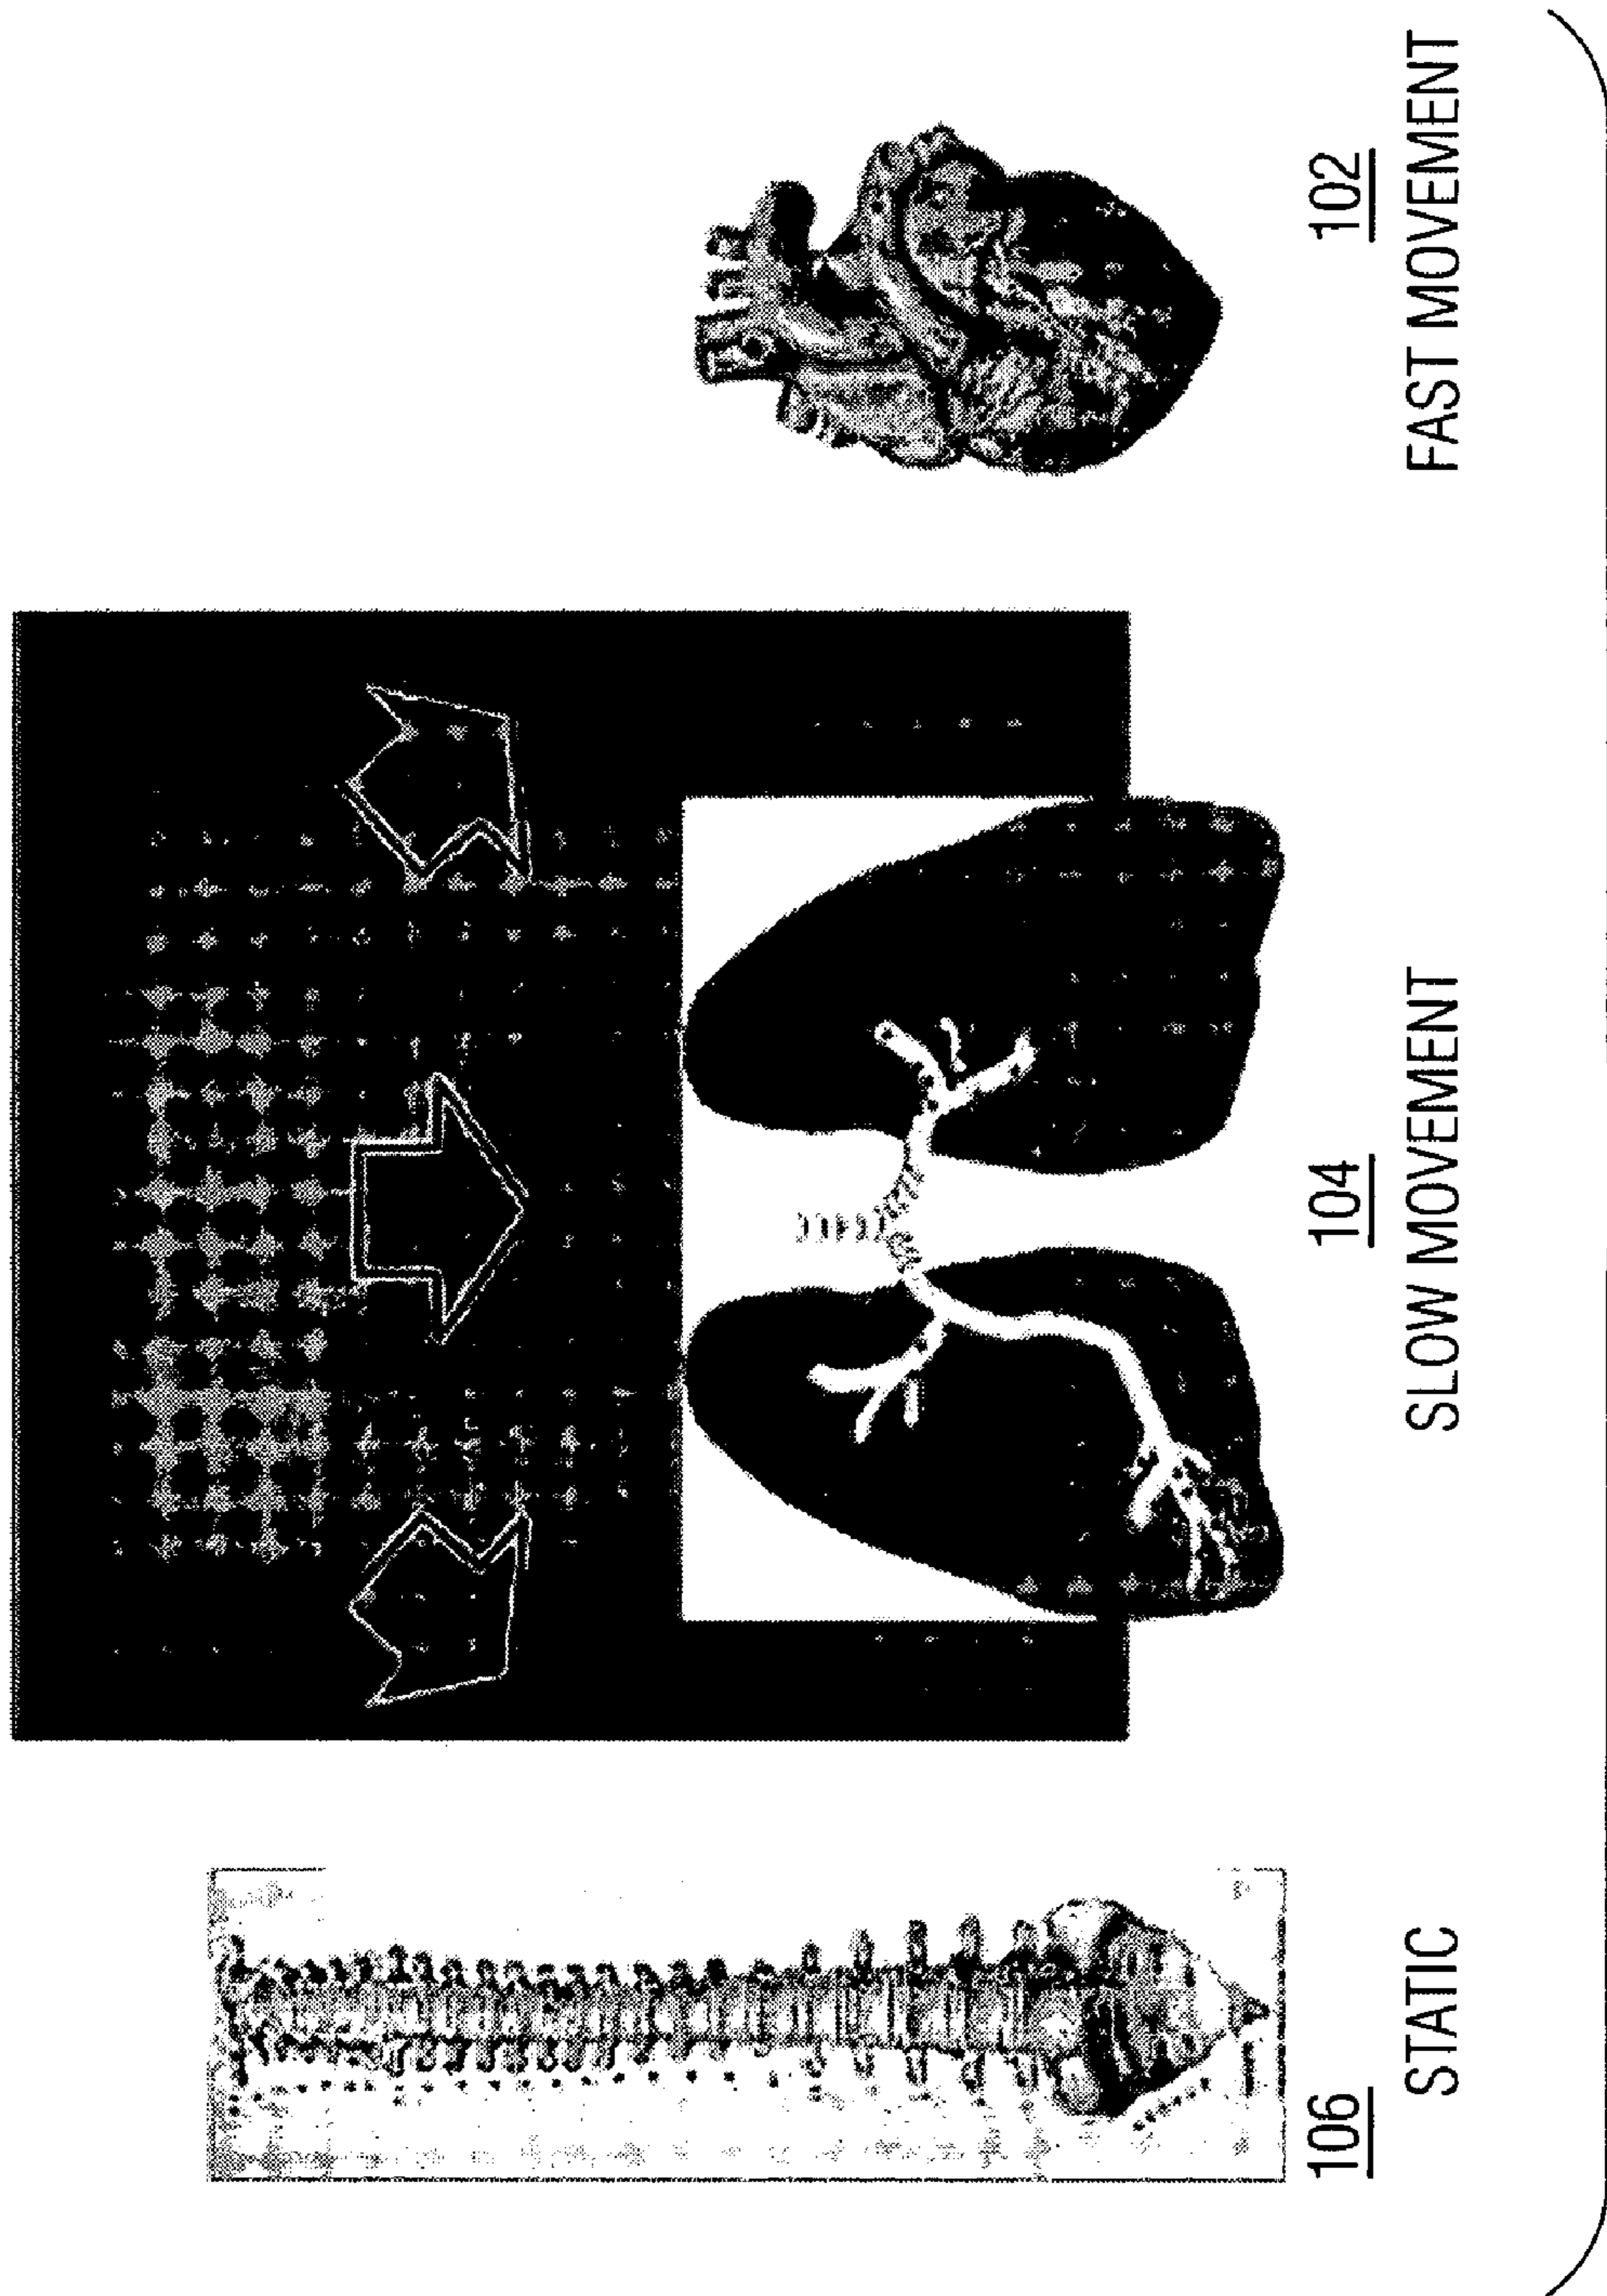 106
STATIC
104
SLOW MOVEMENT
102
FAST MOVEMENT